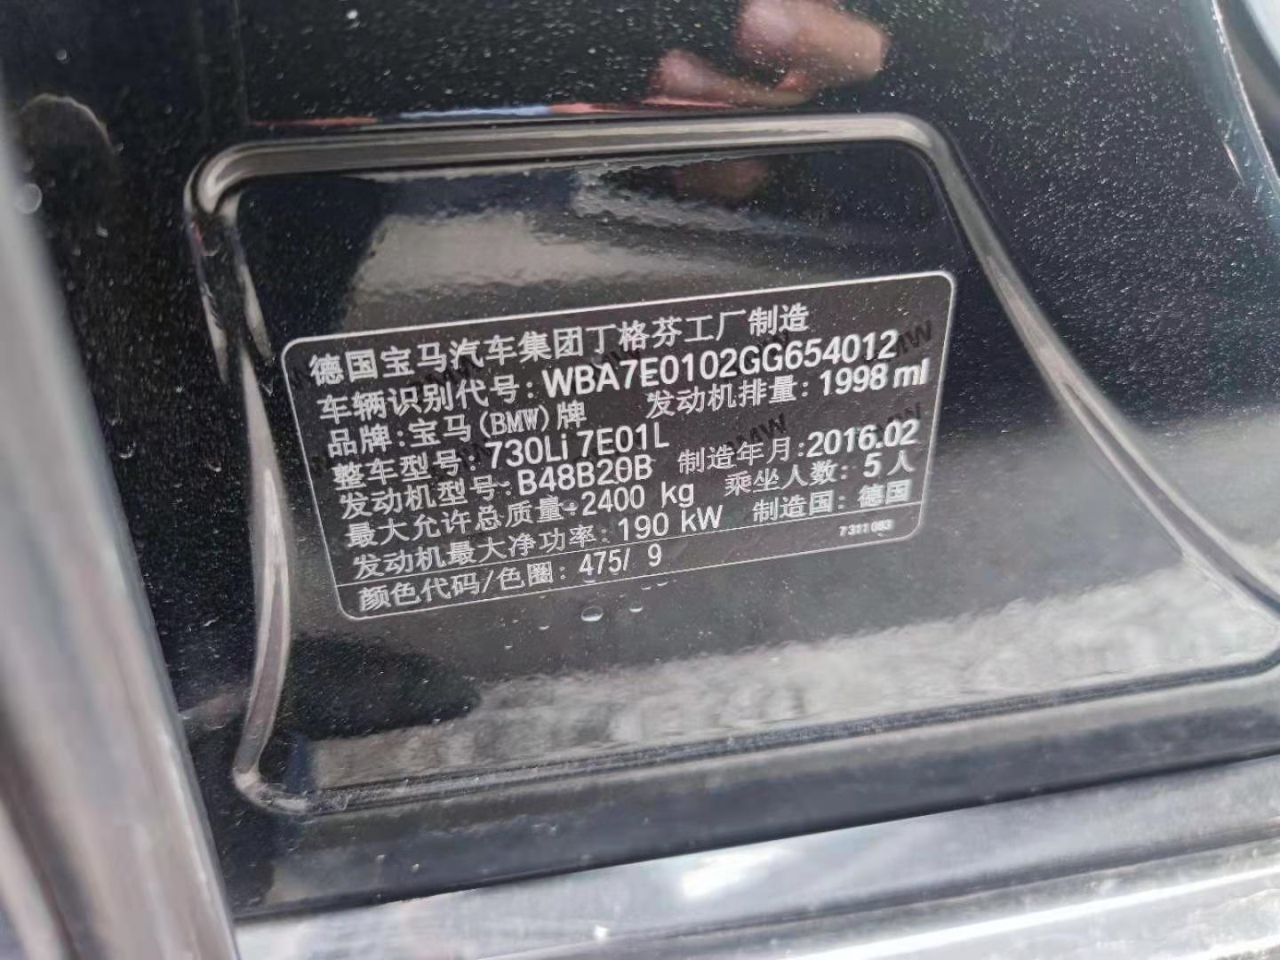 德国宝马汽车集团丁格芬工厂制造
车辆识别代号: WBA7E0102GG654012
品牌: 宝马(BMW)牌 发动机排量: 1998 ml
整车型号: 730Li 7E01L
发动机型号: B48B20B 制造年月: 2016.02
最大允许总质量: 2400 kg 乘坐人数: 5人
发动机最大净功率: 190 kW 制造国: 德国
颜色代码/色圈: 475/ 9 7 311 083